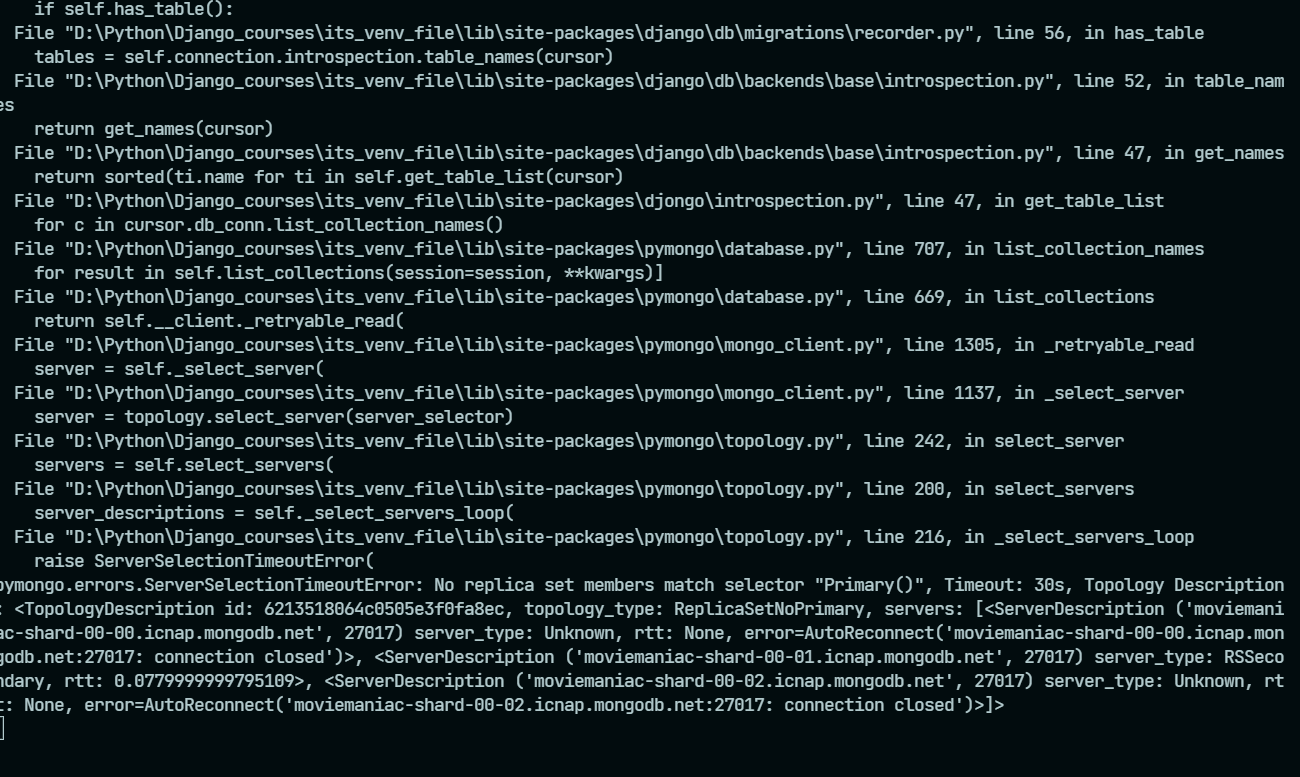 if self.has_table():
File "D:\Python\Django_courses\its_venv_file\lib\site-packages\django\db\migrations\recorder.py", line 56, in has_table
tables = self.connection.introspection.table_names(cursor)
File "D:\Python\Django_courses\its_venv_file\lib\site-packages\django\db\backends\base\introspection.py", line 52, in table_nam
es
return get_names(cursor)
File "D:\Python\Django_courses\its_venv_file\lib\site-packages\django\db\backends\base\introspection.py", line 47, in get_names
return sorted(ti.name for ti in self.get_table_list(cursor)
File "D:\Python\Django_courses\its_venv_file\lib\site-packages\djongo\introspection.py", line 47, in get_table_list
for c in cursor.db_conn.list_collection_names()
File "D:\Python\Django_courses\its_venv_file\lib\site-packages\pymongo\database.py", line 707, in list_collection_names
for result in self.list_collections(session=session, **kwargs)]
File "D:\Python\Django_courses\its_venv_file\lib\site-packages\pymongo\database.py", line 669, in list_collections
return self.__client._retryable_read(
File "D:\Python\Django_courses\its_venv_file\lib\site-packages\pymongo\mongo_client.py", line 1305, in _retryable_read
server = self._select_server(
File "D:\Python\Django_courses\its_venv_file\lib\site-packages\pymongo\mongo_client.py", line 1137, in _select_server
server = topology.select_server(server_selector)
File "D:\Python\Django_courses\its_venv_file\lib\site-packages\pymongo\topology.py", line 242, in select_server
servers = self.select_servers(
File "D:\Python\Django_courses\its_venv_file\lib\site-packages\pymongo\topology.py", line 200, in select_servers
server_descriptions = self._select_servers_loop(
File "D:\Python\Django_courses\its_venv_file\lib\site-packages\pymongo\topology.py", line 216, in _select_servers_loop
raise ServerSelectionTimeoutError(
pymongo.errors.ServerSelectionTimeoutError: No replica set members match selector "Primary()", Timeout: 30s, Topology Description
: <TopologyDescription id: 6213518064c0505e3f0fa8ec, topology_type: ReplicaSetNoPrimary, servers: [<ServerDescription ('moviemani
ac-shard-00-00.icnap.mongodb.net', 27017) server_type: Unknown, rtt: None, error=AutoReconnect('moviemaniac-shard-00-00.icnap.mon
godb.net:27017: connection closed')>, <ServerDescription ('moviemaniac-shard-00-01.icnap.mongodb.net', 27017) server_type: RSSeco
ndary, rtt: 0.0779999999795109>, <ServerDescription ('moviemaniac-shard-00-02.icnap.mongodb.net', 27017) server_type: Unknown, rt
t: None, error=AutoReconnect('moviemaniac-shard-00-02.icnap.mongodb.net:27017: connection closed')>]>